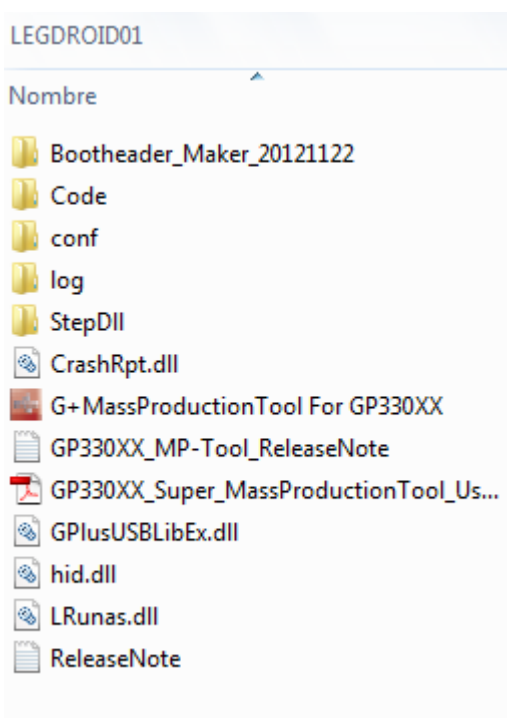 LEGDROID01
Nombre
Bootheader_Maker_20121122
Code
conf
log
StepDll
CrashRpt.dll
G+MassProductionTool For GP330XX
GP330XX_MP-Tool_ReleaseNote
GP330XX_Super_MassProductionTool_Us...
GPlusUSBLibEx.dll
hid.dll
LRunas.dll
ReleaseNote